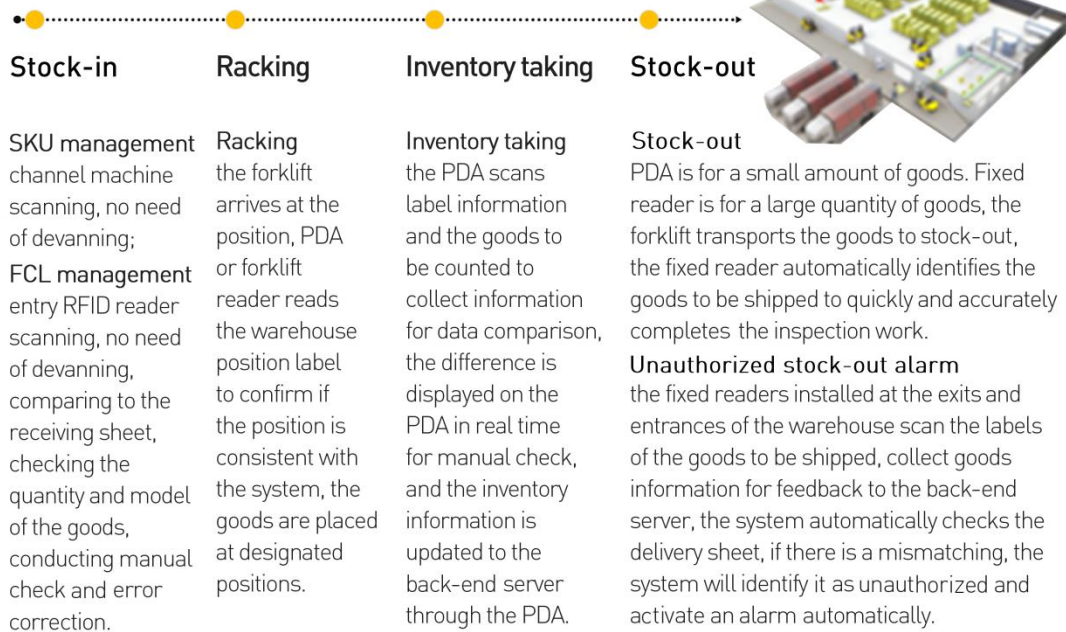 Stock-in
SKU management
channel machine
scanning, no need
of devanning;
FCL management
entry RFID reader
scanning, no need
of devanning,
comparing to the
receiving sheet,
checking the
quantity and model
of the goods,
conducting manual
check and error
correction.
Racking
Racking
the forklift
arrives at the
position, PDA
or forklift
reader reads
the warehouse
position label
to confirm if
the position is
consistent with
the system, the
goods are placed
at designated
positions.
Inventory taking
Inventory taking
the PDA scans
label information
and the goods to
be counted to
collect information
for data comparison,
the difference is
displayed on the
PDA in real time
for manual check,
and the inventory
information is
updated to the
back-end server
through the PDA.
Stock-out
Stock-out
PDA is for a small amount of goods. Fixed
reader is for a large quantity of goods, the
forklift transports the goods to stock-out,
the fixed reader automatically identifies the
goods to be shipped to quickly and accurately
completes the inspection work.
Unauthorized stock-out alarm
the fixed readers installed at the exits and
entrances of the warehouse scan the labels
of the goods to be shipped, collect goods
information for feedback to the back-end
server, the system automatically checks the
delivery sheet, if there is a mismatching, the
system will identify it as unauthorized and
activate an alarm automatically.